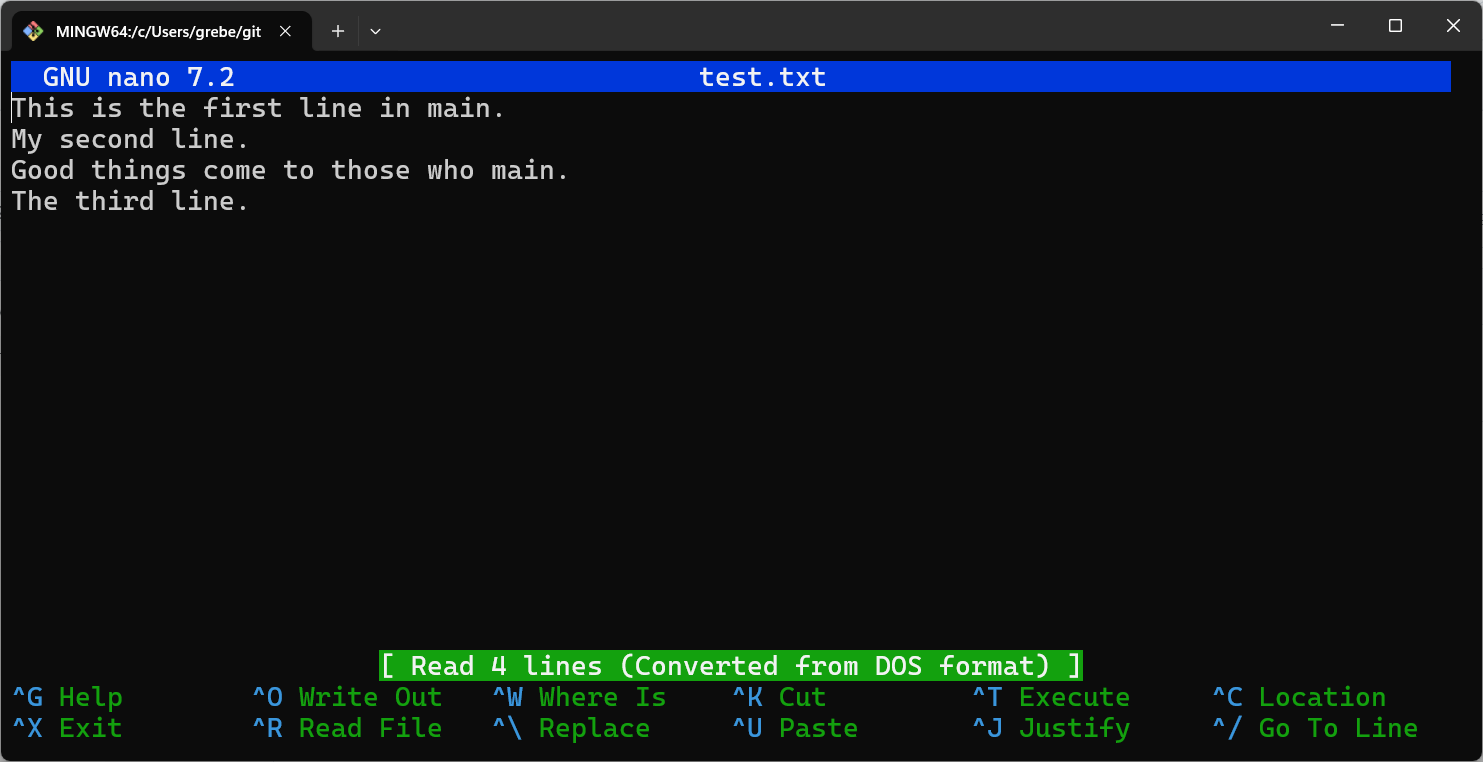 MINGW64:/c/Users/grebe/git
GNU nano 7.2 test.txt
This is the first line in main.
My second line.
Good things come to those who main.
The third line.
[ Read 4 lines (Converted from DOS format) ]
^G Help ^O Write Out ^W Where Is ^K Cut ^T Execute ^C Location
^X Exit ^R Read File ^\ Replace ^U Paste ^J Justify ^/ Go To Line